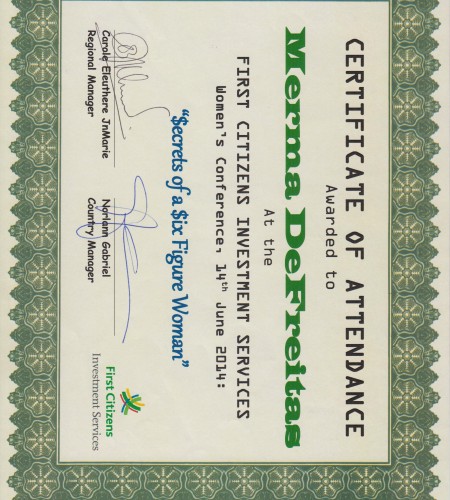 CERTIFICATE OF ATTENDANCE
Awarded to
Merma DeFreitas
At the
FIRST CITIZENS INVESTMENT SERVICES
Women's Conference, 14th June 2014:
"$ecrets of a $ix Figure Woman"
Carole Eleuthere JnMarie
Regional Manager
Norlann Gabriel
Country Manager
First Citizens
Investment Services